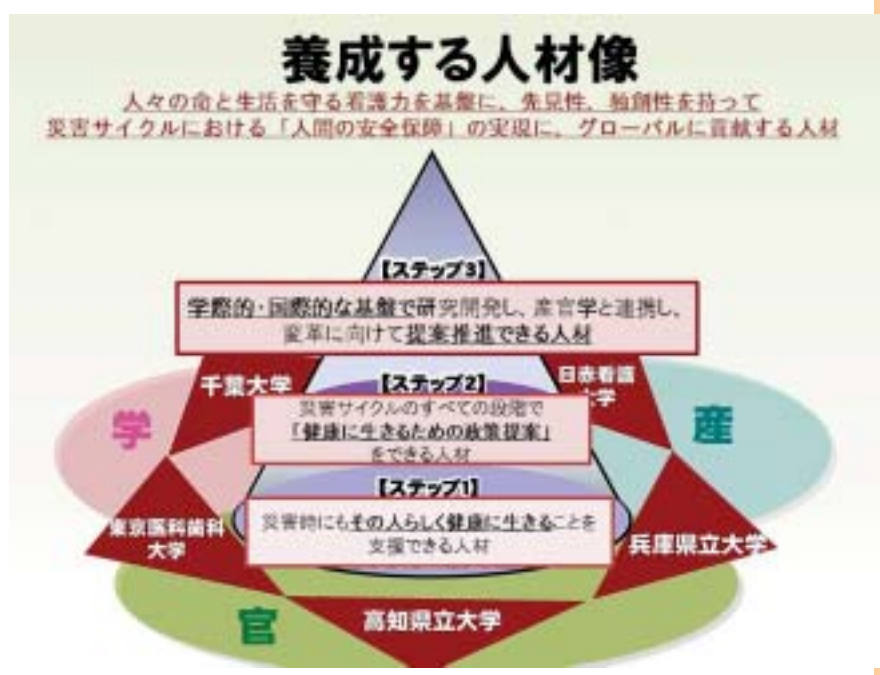 養成する人材像
人々の命と生活を守る看護力を基盤に、先見性、独創性を持って
災害サイクルにおける「人間の安全保障」の実現に、グローバルに貢献する人材
【ステップ3】
学際的・国際的な基盤で研究開発し、産官学と連携し、
変革に向けて提案推進できる人材
千葉大学
日赤看護
大学
【ステップ2】
災害サイクルのすべての段階で
「健康に生きるための政策提案」
をできる人材
学
産
【ステップ1】
災害時にもその人らしく健康に生きることを
支援できる人材
東京医科歯科
大学
兵庫県立大学
官
高知県立大学